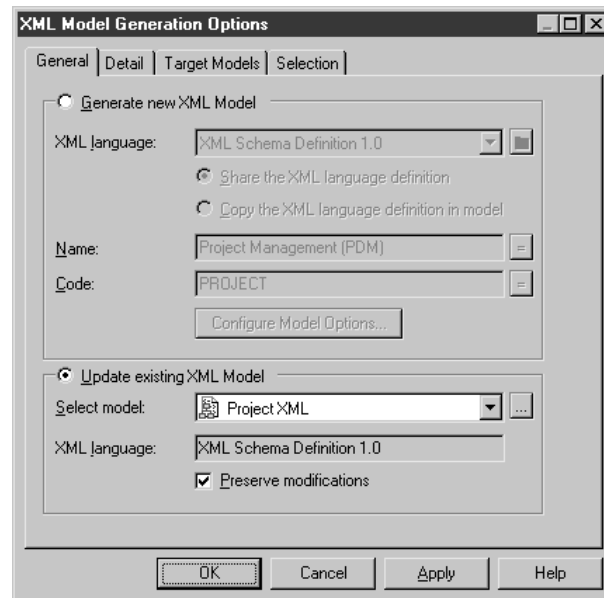 XML Model Generation Options
General Detail Target Models Selection
Generate new XML Model
XML language: XML Schema Definition 1.0
Share the XML language definition
Copy the XML language definition in model
Name: Project Management (PDM) =
Code: PROJECT =
Configure Model Options...
Update existing XML Model
Select model: Project XML ...
XML language: XML Schema Definition 1.0
Preserve modifications
OK Cancel Apply Help